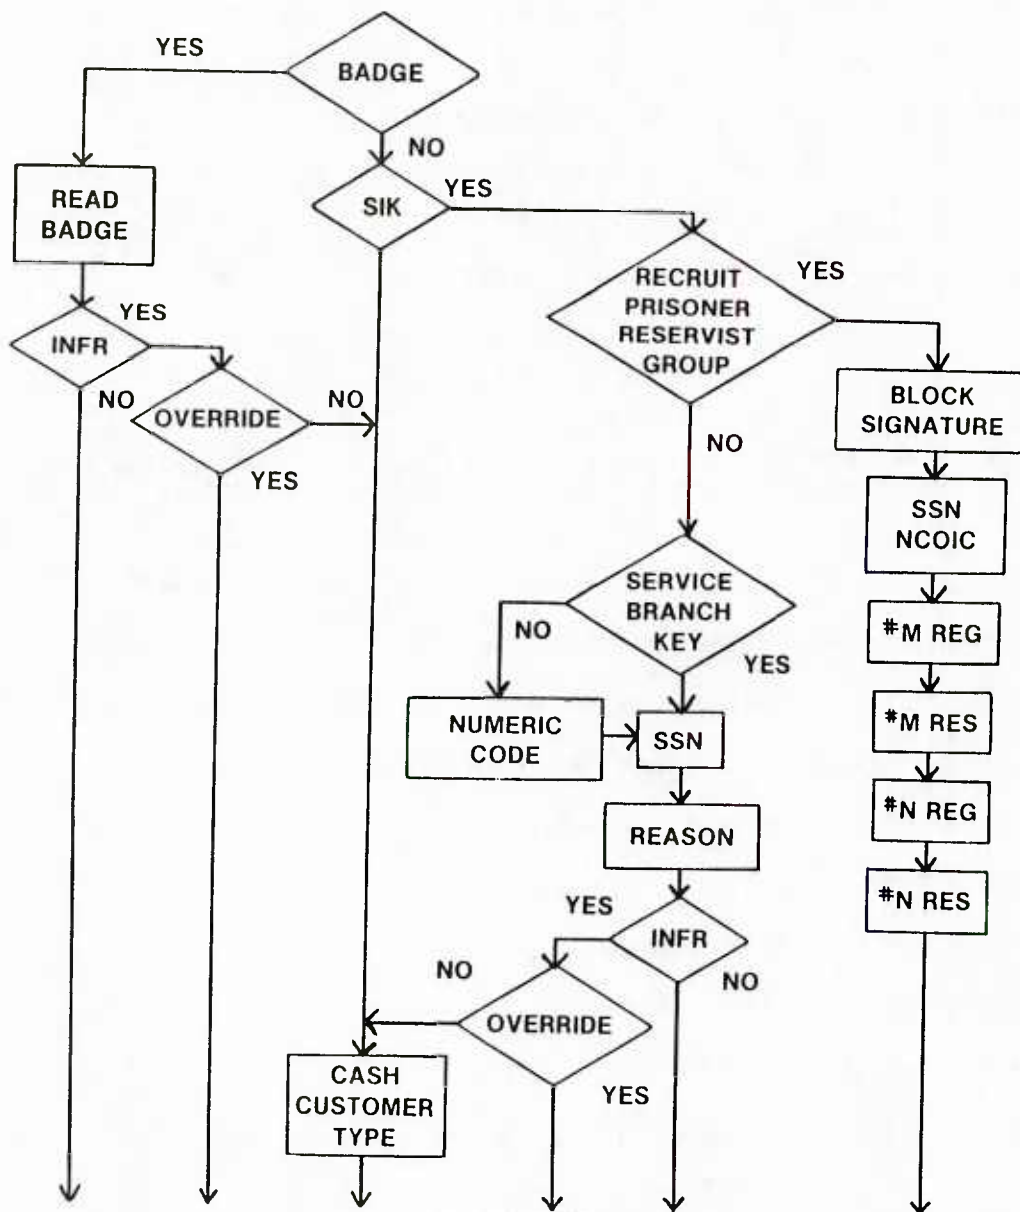 YES
BADGE
NO
READ
BADGE
SIK
YES
RECRUIT
PRISONER
RESERVIST
GROUP
YES
INFR
YES
NO
OVERRIDE
NO
YES
BLOCK
SIGNATURE
NO
SSN
NCOIC
SERVICE
BRANCH
KEY
NO
YES
#M REG
NUMERIC
CODE
SSN
#M RES
REASON
#N REG
#N RES
YES
INFR
NO
NO
OVERRIDE
YES
CASH
CUSTOMER
TYPE